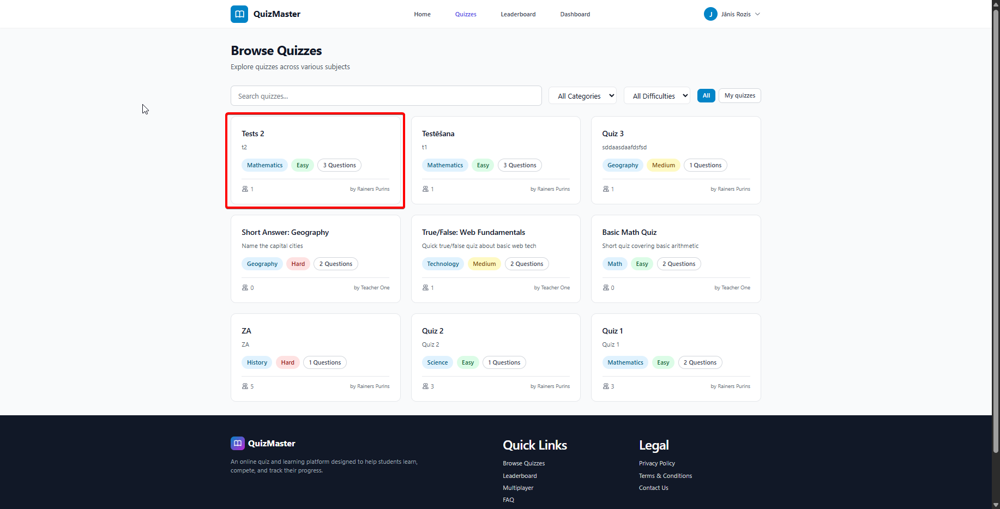 QuizMaster
Home
Quizzes
Leaderboard
Dashboard
J
Jānis Rozis
Browse Quizzes
Explore quizzes across various subjects
Search quizzes...
All Categories
All Difficulties
All
My quizzes
Tests 2
t2
Mathematics
Easy
3 Questions
1
by Rainers Purins
Testēšana
t1
Mathematics
Easy
3 Questions
1
by Rainers Purins
Quiz 3
sddaasdaafdsfsd
Geography
Medium
1 Questions
1
by Rainers Purins
Short Answer: Geography
Name the capital cities
Geography
Hard
2 Questions
0
by Teacher One
True/False: Web Fundamentals
Quick true/false quiz about basic web tech
Technology
Medium
2 Questions
1
by Teacher One
Basic Math Quiz
Short quiz covering basic arithmetic
Math
Easy
2 Questions
0
by Teacher One
ZA
ZA
History
Hard
1 Questions
5
by Rainers Purins
Quiz 2
Quiz 2
Science
Easy
1 Questions
3
by Rainers Purins
Quiz 1
Quiz 1
Mathematics
Easy
2 Questions
3
by Rainers Purins
QuizMaster
An online quiz and learning platform designed to help students learn,
compete, and track their progress.
Quick Links
Browse Quizzes
Leaderboard
Multiplayer
FAQ
Legal
Privacy Policy
Terms & Conditions
Contact Us